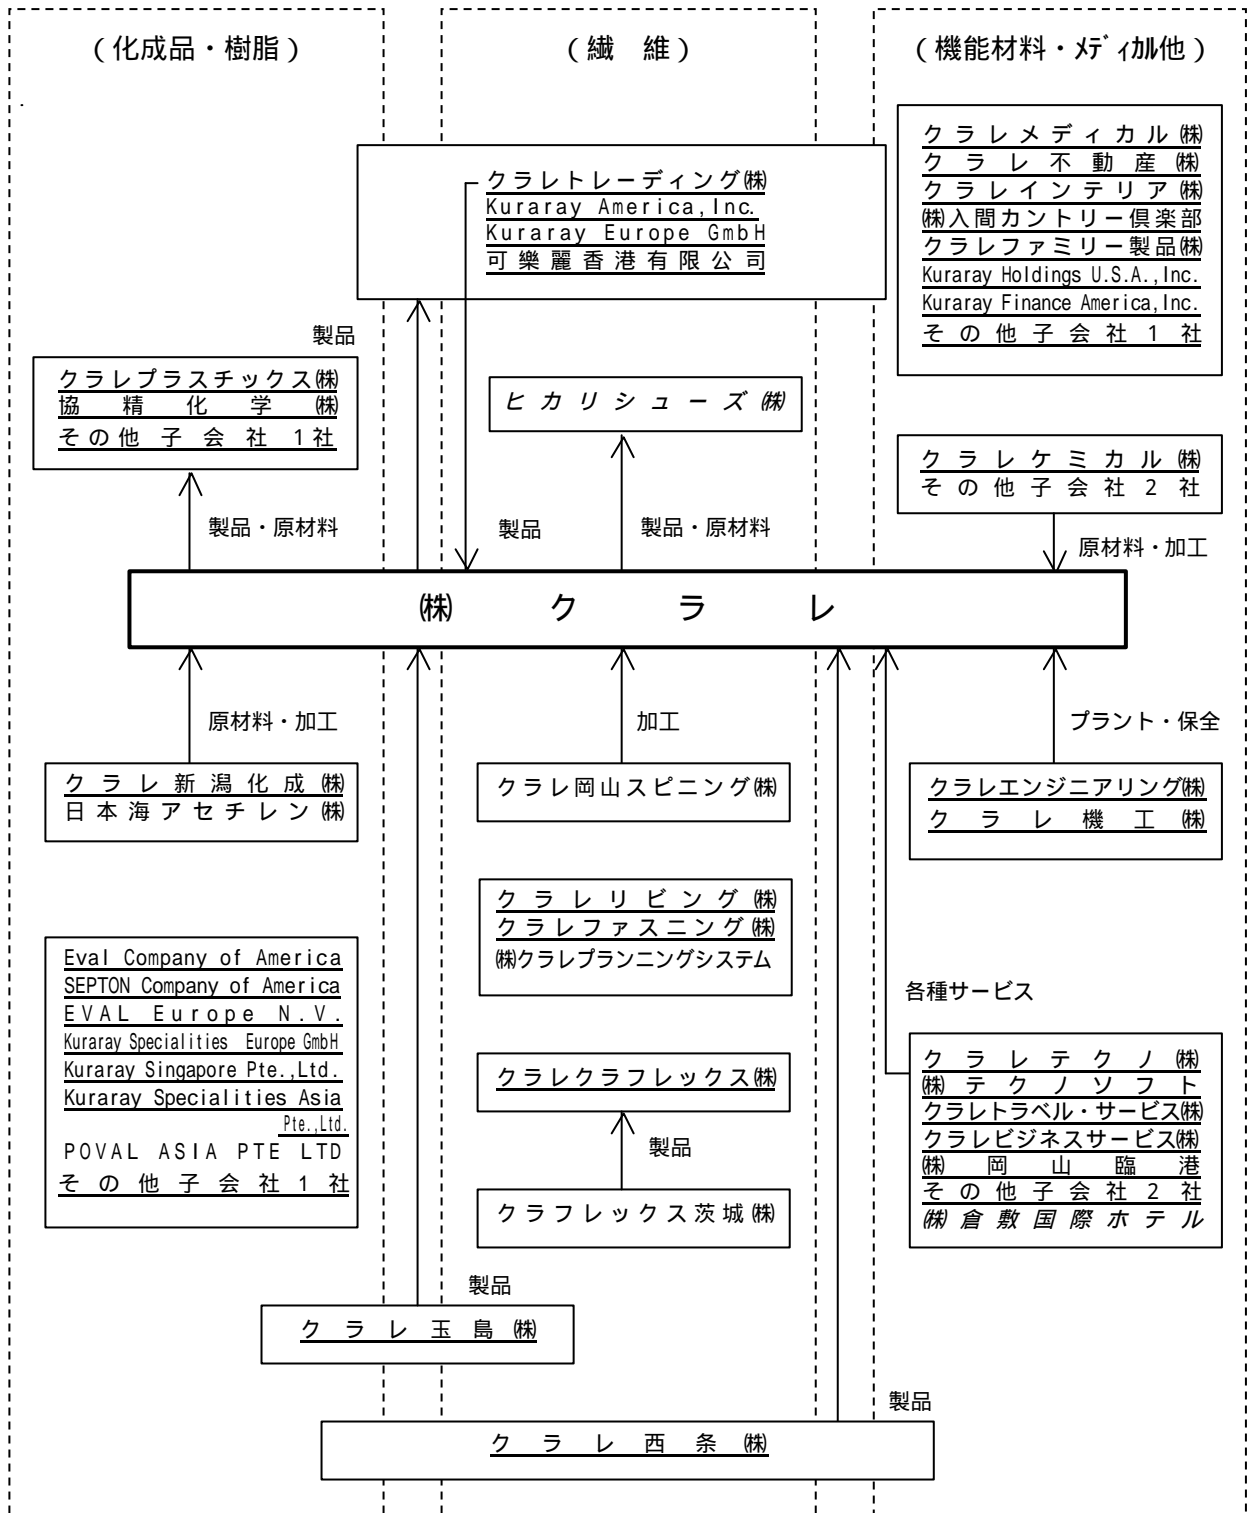 （化成品・樹脂）
（繊 維）
（機能材料・ﾒﾃﾞｨｶﾙ他）
クラレトレーディング㈱
Kuraray America,Inc.
Kuraray Europe GmbH
可樂麗香港有限公司
クラレメディカル㈱
クラレ不動産㈱
クラレインテリア㈱
㈱入間カントリー倶楽部
クラレファミリー製品㈱
Kuraray Holdings U.S.A.,Inc.
Kuraray Finance America,Inc.
その他子会社1社
製品
クラレプラスチックス㈱
協精化学㈱
その他子会社1社
ヒカリシューズ㈱
クラレケミカル㈱
その他子会社2社
製品・原材料
製品
製品・原材料
原材料・加工
㈱クラレ
原材料・加工
加工
プラント・保全
クラレ新潟化成㈱
日本海アセチレン㈱
クラレ岡山スピニング㈱
クラレエンジニアリング㈱
クラレ機工㈱
クラレリビング㈱
クラレファスニング㈱
㈱クラレプランニングシステム
Eval Company of America
SEPTON Company of America
EVAL Europe N.V.
Kuraray Specialities Europe GmbH
Kuraray Singapore Pte.,Ltd.
Kuraray Specialities Asia
Pte.,Ltd.
POVAL ASIA PTE LTD
その他子会社1社
クラレクラフレックス㈱
製品
クラフレックス茨城㈱
各種サービス
クラレテクノ㈱
㈱テクノソフト
クラレトラベル・サービス㈱
クラレビジネスサービス㈱
㈱岡山臨港
その他子会社2社
㈱倉敷国際ホテル
製品
クラレ玉島㈱
製品
クラレ西条㈱